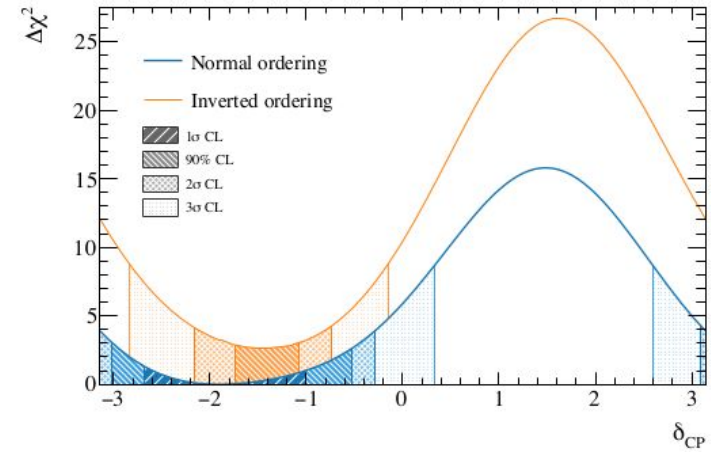 Δχ²
25
20
15
10
5
0
Normal ordering
Inverted ordering
1σ CL
90% CL
2σ CL
3σ CL
−3 −2 −1 0 1 2 3
δCP